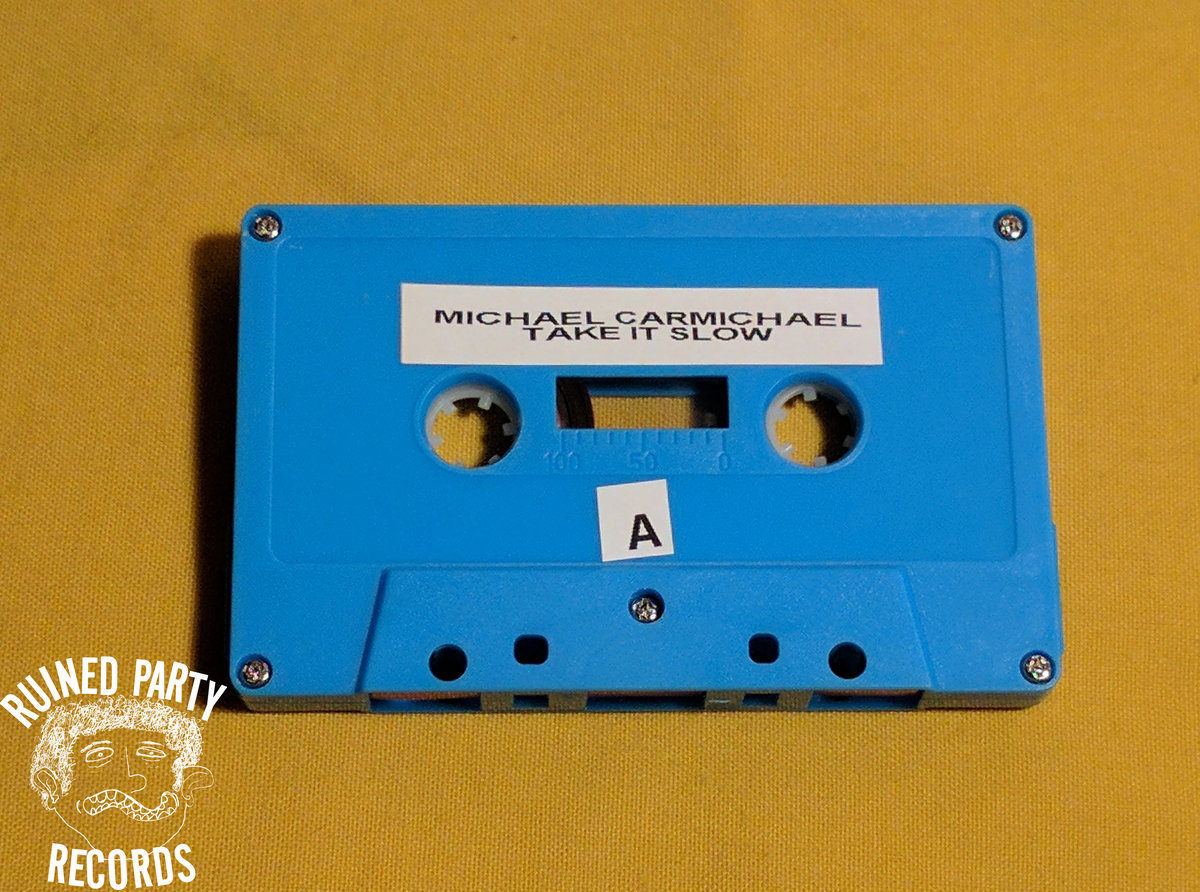 MICHAEL CARMICHAEL
TAKE IT SLOW
100 50 0
A
RUINED PARTY
RECORDS